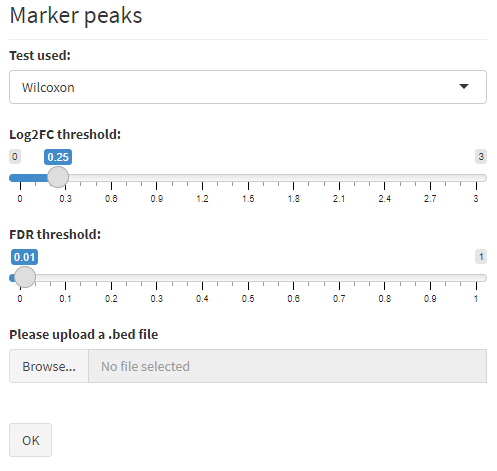 Marker peaks
Test used:
Wilcoxon
Log2FC threshold:
0 0.25 3
0 0.3 0.6 0.9 1.2 1.5 1.8 2.1 2.4 2.7 3
FDR threshold:
0.01 1
0 0.1 0.2 0.3 0.4 0.5 0.6 0.7 0.8 0.9 1
Please upload a .bed file
Browse... No file selected
OK